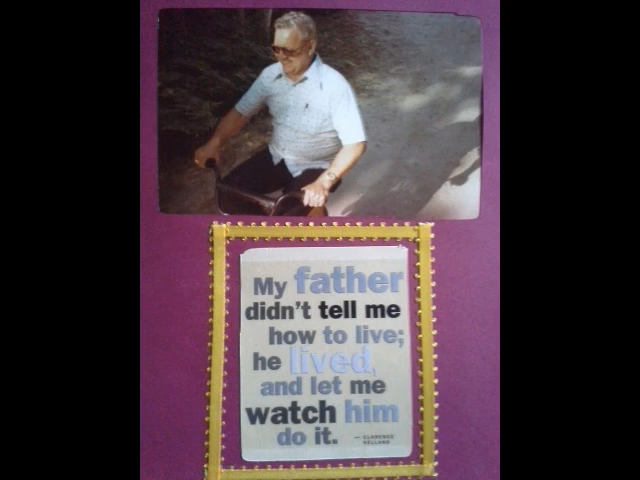 My father
didn't tell me
how to live;
he lived,
and let me
watch him
do it. — CLARENCE
KELLAND